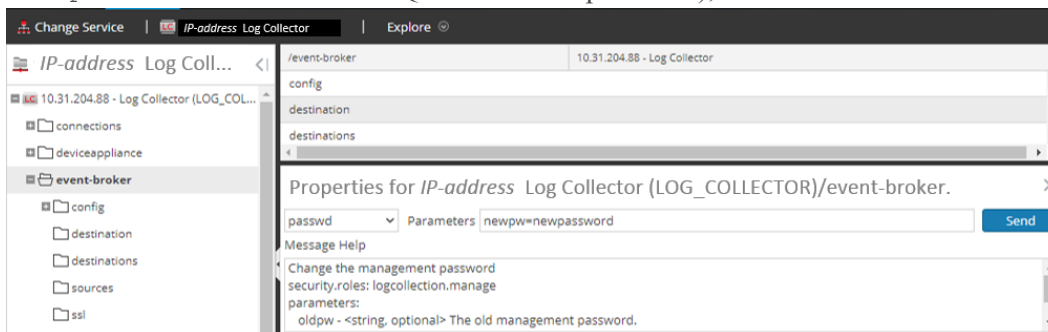 Change Service | LC IP-address Log Collector | Explore
IP-address Log Coll...
/event-broker 10.31.204.88 - Log Collector
config
destination
destinations
LC 10.31.204.88 - Log Collector (LOG_COL...
connections
deviceappliance
event-broker
config
destination
destinations
sources
ssl
Properties for IP-address Log Collector (LOG_COLLECTOR)/event-broker.
passwd Parameters newpw=newpassword Send
Message Help
Change the management password
security.roles: logcollection.manage
parameters:
oldpw - <string, optional> The old management password.